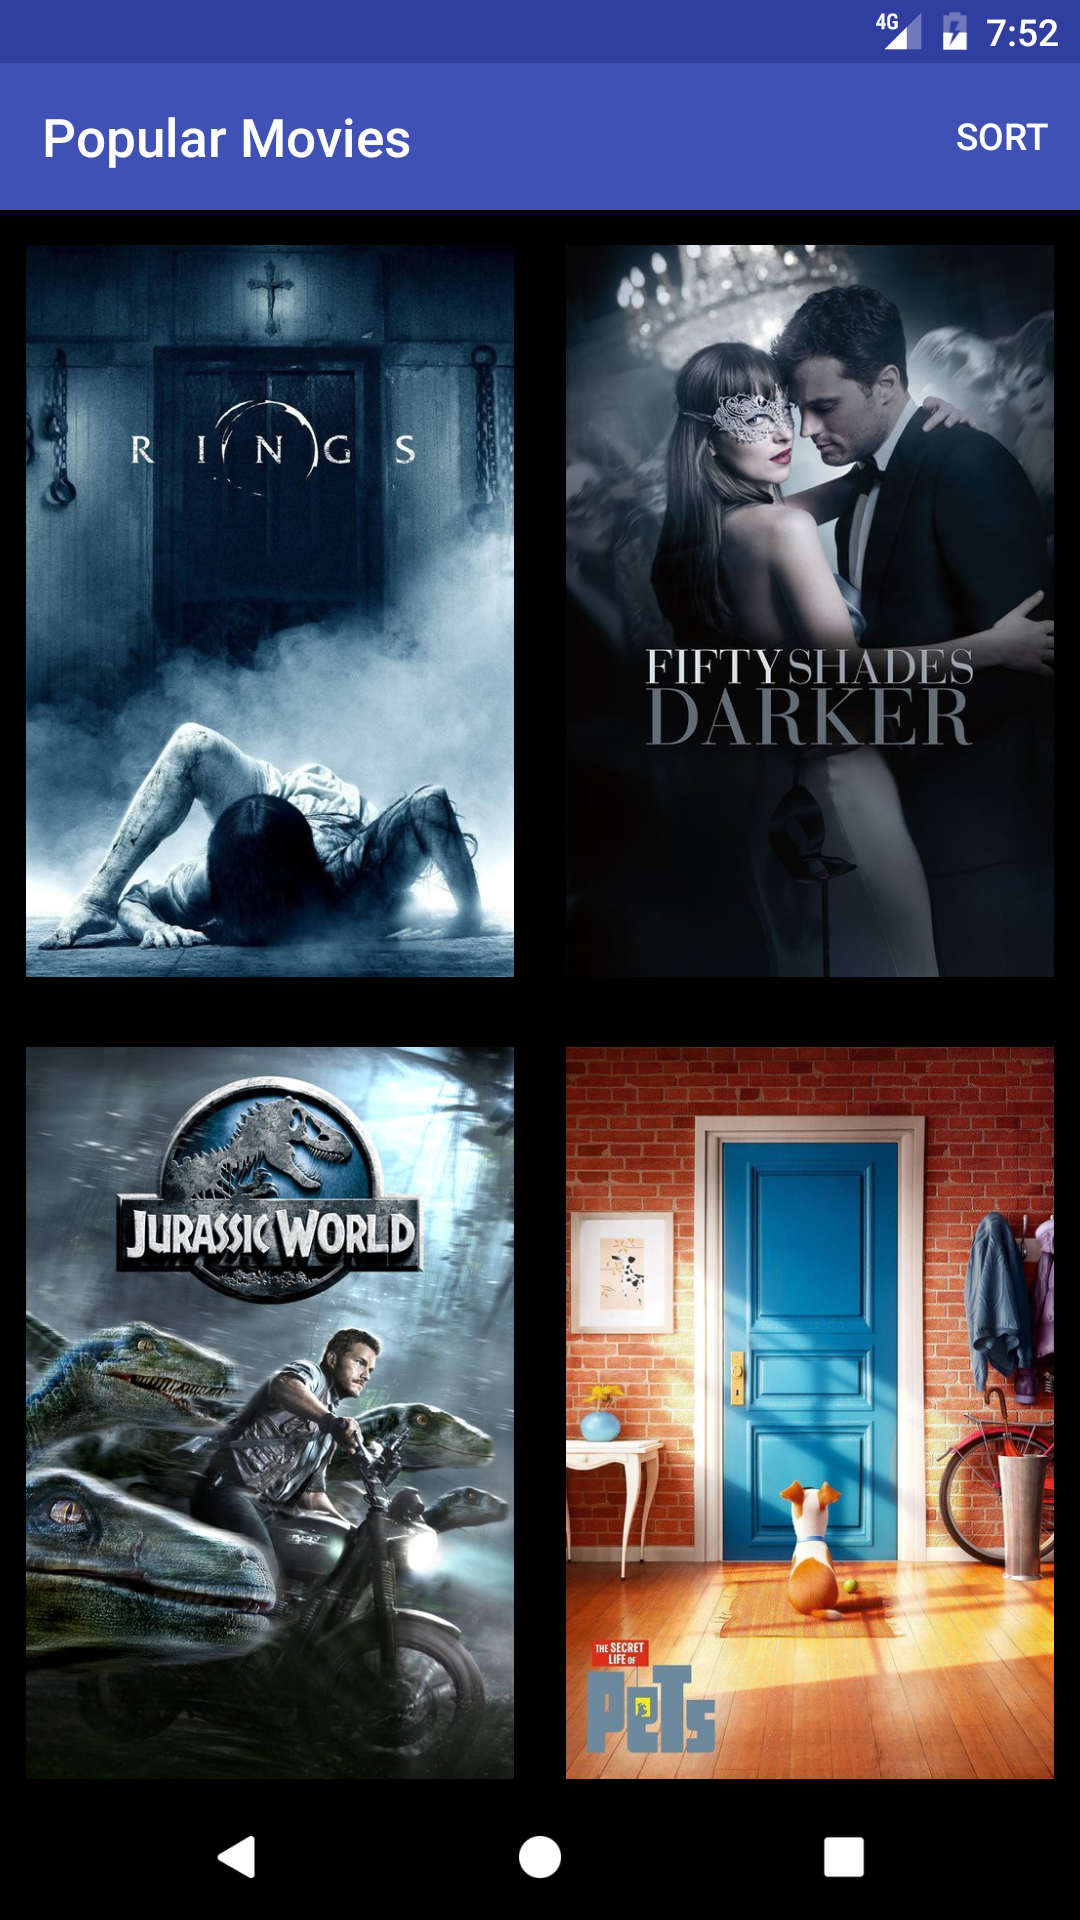 4G 7:52
Popular Movies SORT
RINGS
FIFTY SHADES
DARKER
JURASSIC WORLD
THE SECRET
LIFE OF
PeTs